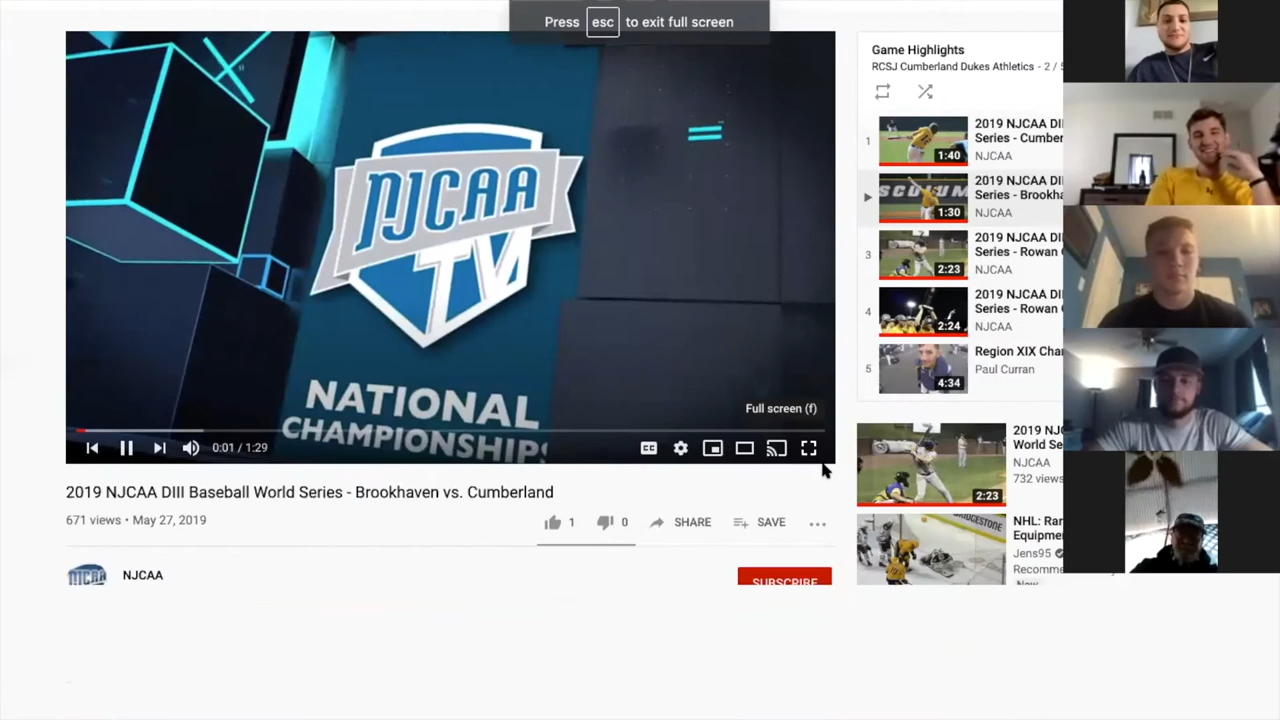 Press esc to exit full screen
NJCAA
TV
NATIONAL
CHAMPIONSHIPS
Full screen (f)
0:01 / 1:29
CC
2019 NJCAA DIII Baseball World Series - Brookhaven vs. Cumberland
671 views • May 27, 2019
1
0
SHARE
SAVE
NJCAA
SUBSCRIBE
Game Highlights
RCSJ Cumberland Dukes Athletics - 2 / 5
1
1:40
2019 NJCAA DI
Series - Cumber
NJCAA
SCULUM
1:30
2019 NJCAA DI
Series - Brookha
NJCAA
3
2:23
2019 NJCAA DI
Series - Rowan
NJCAA
4
2:24
2019 NJCAA DI
Series - Rowan
NJCAA
5
4:34
Region XIX Cha
Paul Curran
2:23
2019 NJC
World Se
NJCAA
732 views
BRIDGESTONE
NHL: Ran
Equipme
Jens95
Recomme
New